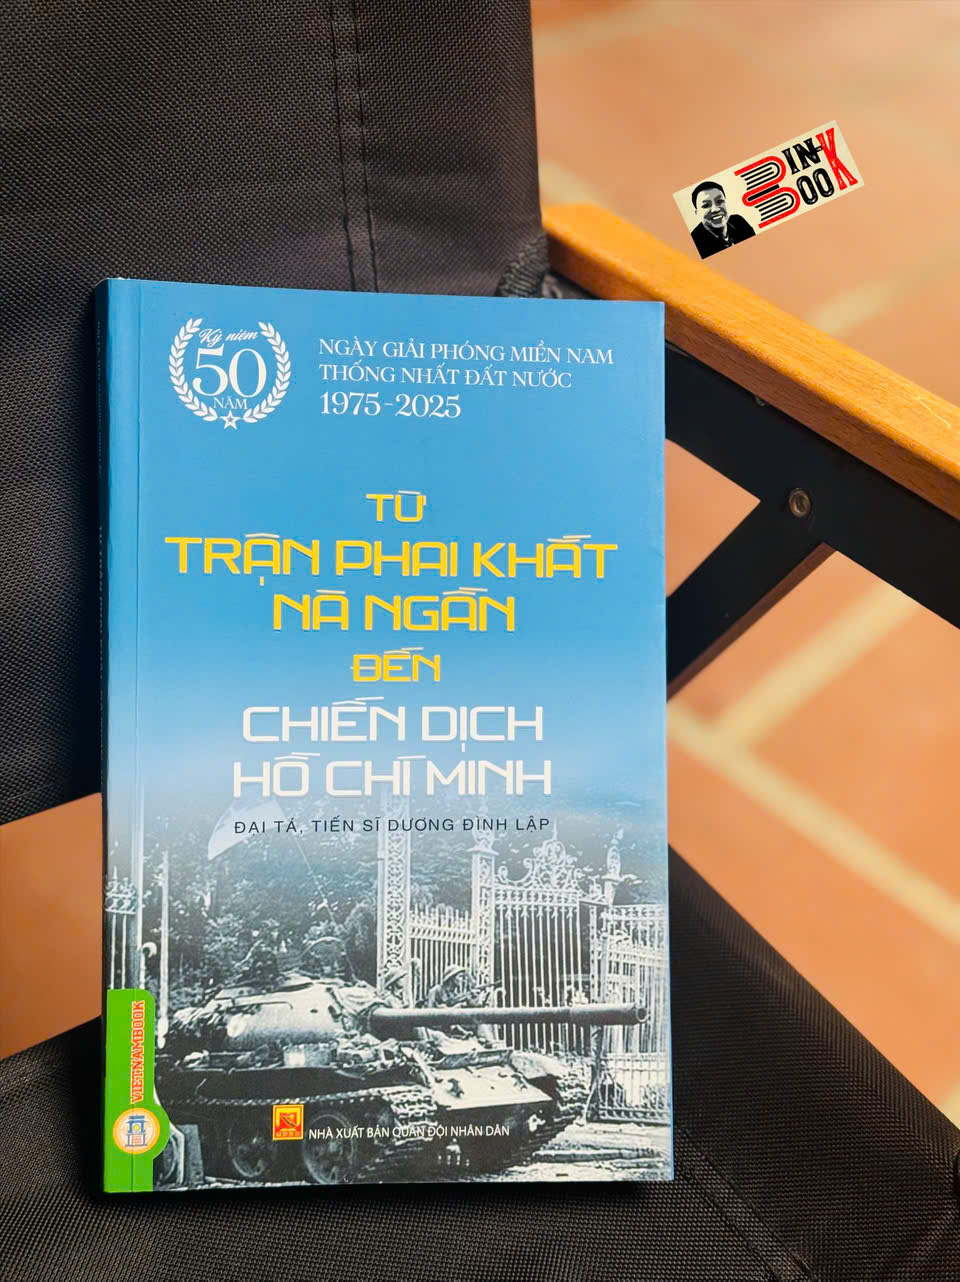 BIN-BOOK
Kỷ niệm
50
NĂM
NGÀY GIẢI PHÓNG MIỀN NAM
THỐNG NHẤT ĐẤT NƯỚC
1975-2025
TỪ
TRẬN PHAI KHẮT
NÀ NGẦN
ĐẾN
CHIẾN DỊCH
HỒ CHÍ MINH
ĐẠI TÁ, TIẾN SĨ DƯƠNG ĐÌNH LẬP
VIETNAMBOOK
NHÀ XUẤT BẢN QUÂN ĐỘI NHÂN DÂN